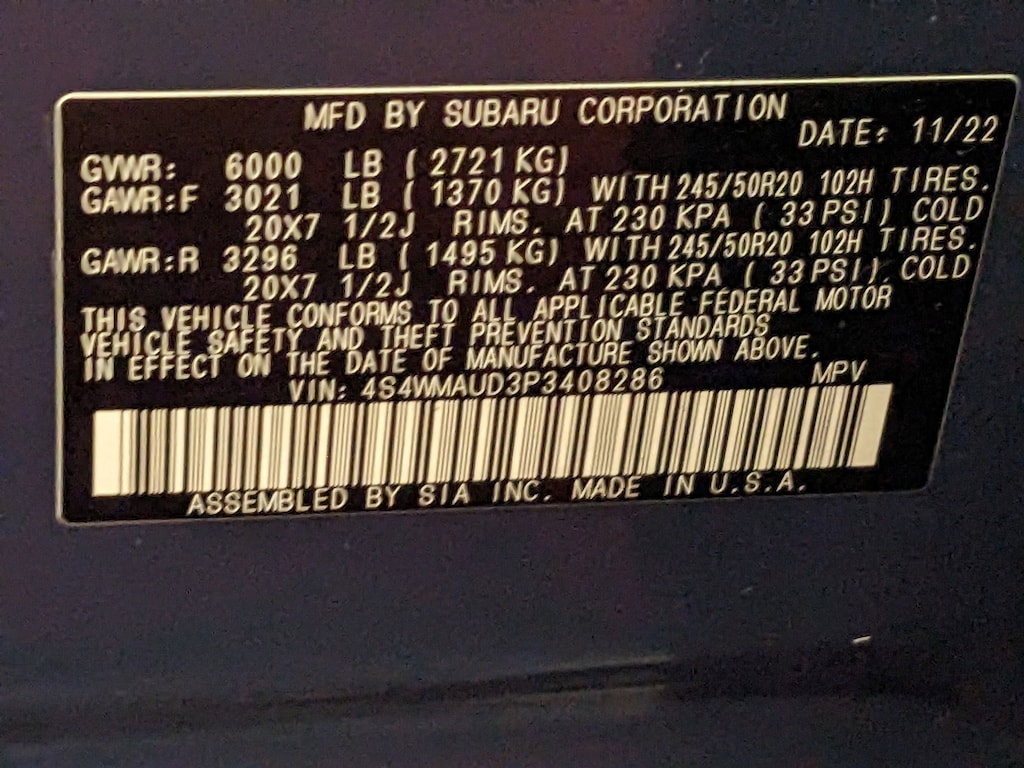 MFD BY SUBARU CORPORATION
DATE: 11/22
GVWR: 6000 LB ( 2721 KG)
GAWR:F 3021 LB ( 1370 KG) WITH 245/50R20 102H TIRES.
20X7 1/2J RIMS. AT 230 KPA ( 33 PSI) COLD
GAWR:R 3296 LB ( 1495 KG) WITH 245/50R20 102H TIRES.
20X7 1/2J RIMS. AT 230 KPA ( 33 PSI) COLD
THIS VEHICLE CONFORMS TO ALL APPLICABLE FEDERAL MOTOR
VEHICLE SAFETY AND THEFT PREVENTION STANDARDS
IN EFFECT ON THE DATE OF MANUFACTURE SHOWN ABOVE.
VIN: 4S4WMAUD3P3408286 MPV
ASSEMBLED BY SIA INC. MADE IN U.S.A.